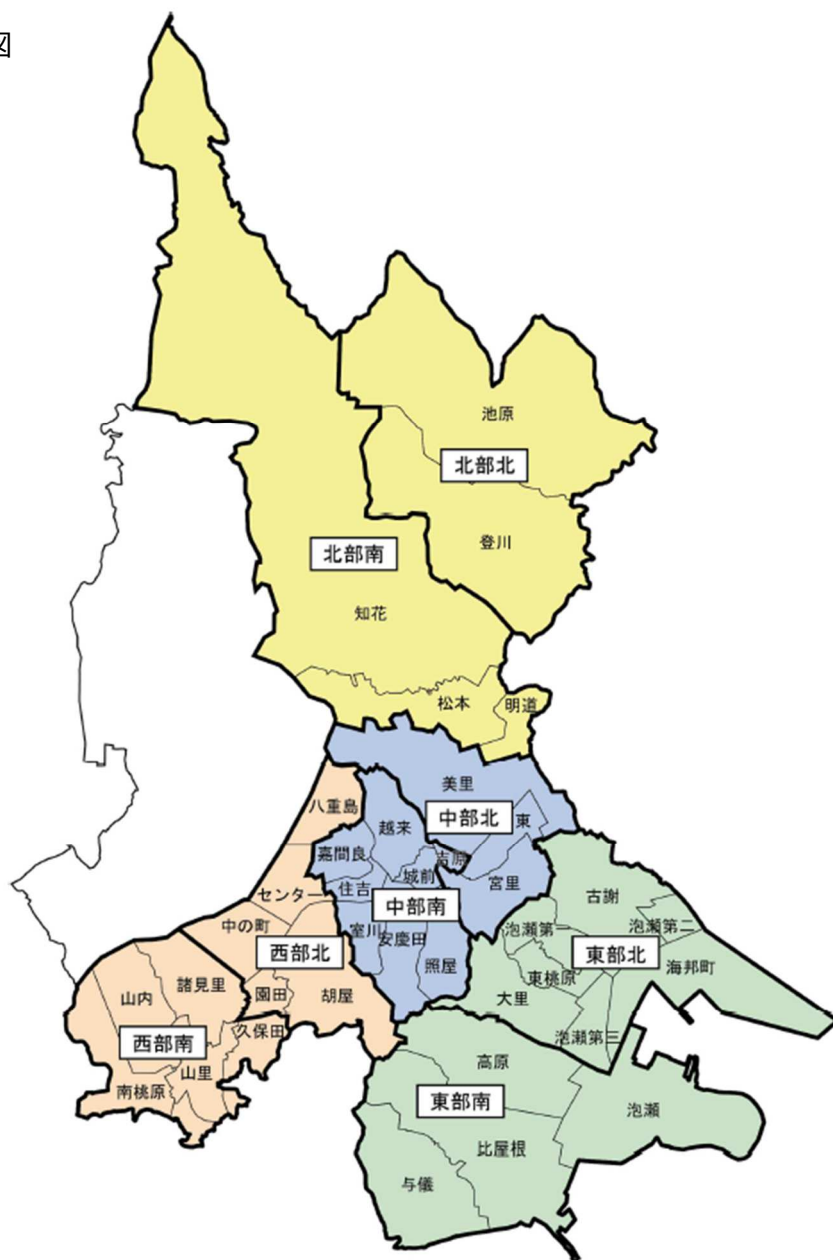 図
池原
北部北
登川
北部南
知花
松本
明道
美里
中部北
東
八重島
越来
吉原
嘉間良
城前
宮里
住吉
センター
中部南
古謝
中の町
室川
安慶田
泡瀬第一
泡瀬第二
西部北
照屋
東部北
海邦町
諸見里
東桃原
山内
園田
胡屋
大里
久保田
泡瀬第三
西部南
山里
高原
南桃原
東部南
泡瀬
比屋根
与儀